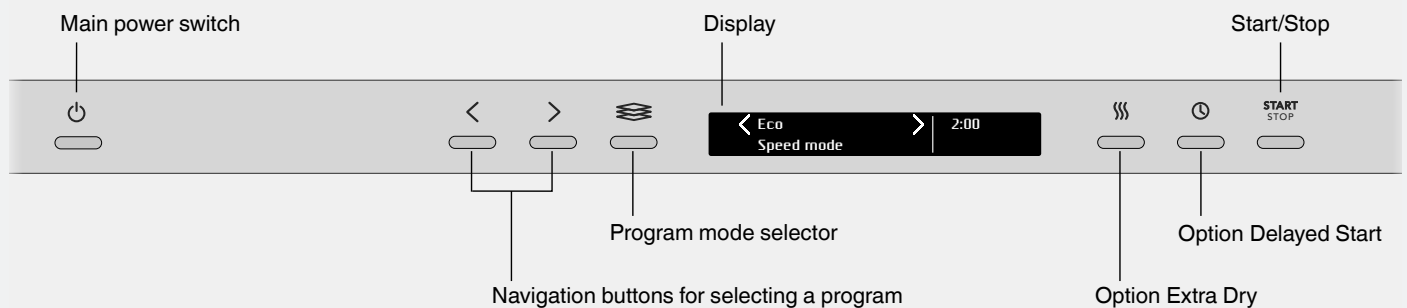 Main power switch
Display
Start/Stop
START
STOP
Eco
2:00
Speed mode
Program mode selector
Option Delayed Start
Navigation buttons for selecting a program
Option Extra Dry